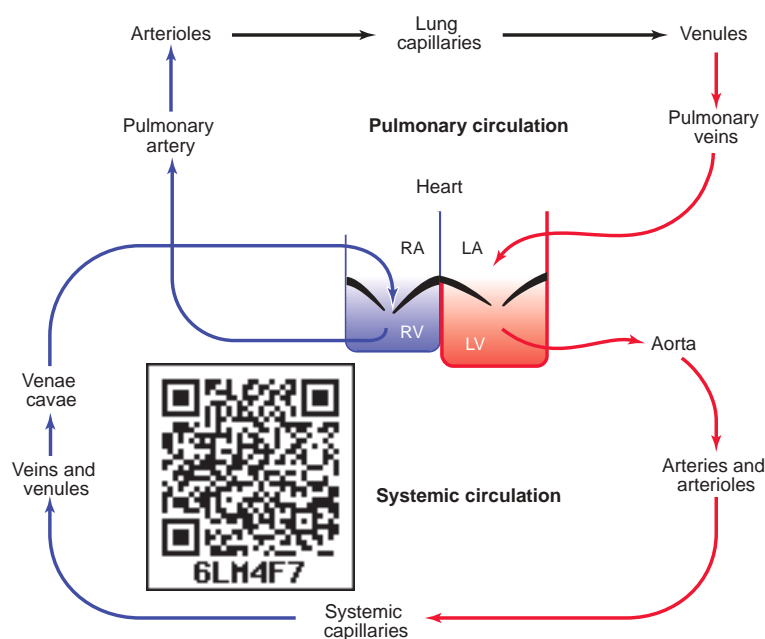 Arterioles
Lung
capillaries
Venules
Pulmonary
artery
Pulmonary circulation
Pulmonary
veins
Heart
RA
LA
RV
LV
Aorta
Venae
cavae
Veins and
venules
Systemic circulation
Arteries and
arterioles
6LM4F7
Systemic
capillaries